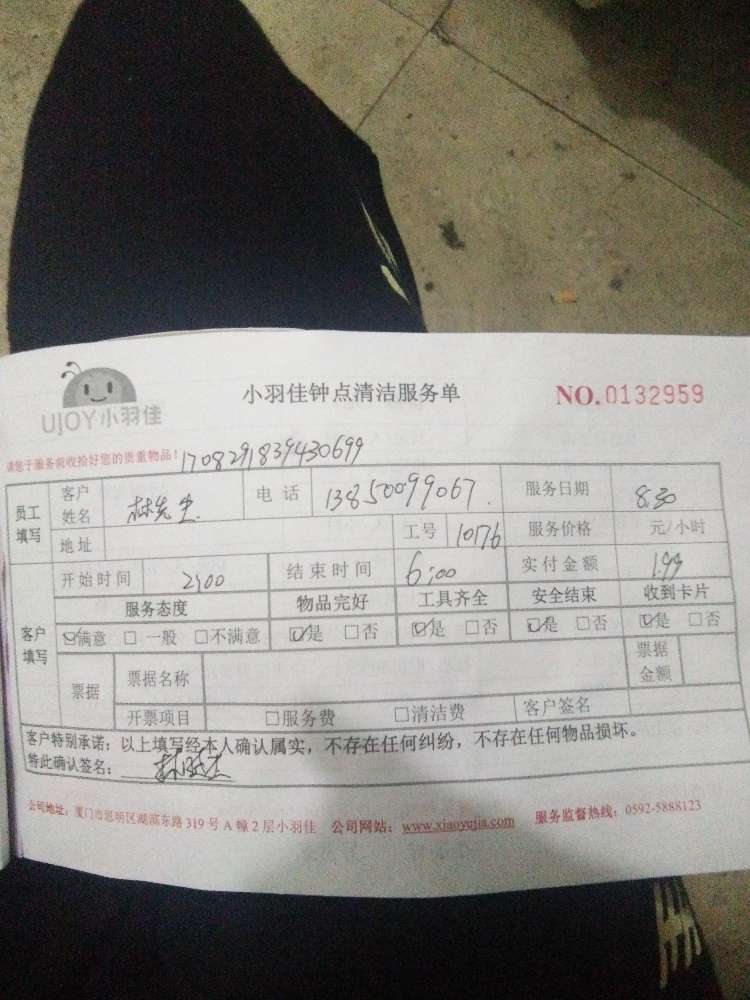 UjOY小羽佳
小羽佳钟点清洁服务单
NO.0132959
请您于服务前收拾好您的贵重物品！170829183943069​9
员工填写 客户姓名 林先生 电话 13850099067 服务日期 8.30
地址 工号 10176 服务价格 元/小时
客户填写 开始时间 2:00 结束时间 6:00 实付金额 199
服务态度 物品完好 工具齐全 安全结束 收到卡片
☑满意 □一般 □不满意 ☑是 □否 ☑是 □否 ☑是 □否 ☑是 □否
票据 票据名称 票据金额
开票项目 □服务费 □清洁费 客户签名
客户特别承诺：以上填写经本人确认属实，不存在任何纠纷，不存在任何物品损坏。
特此确认签名：
公司地址：厦门市思明区湖滨东路319号A幢2层小羽佳 公司网站：www.xiaoyujia.com 服务监督热线：0592-5888123